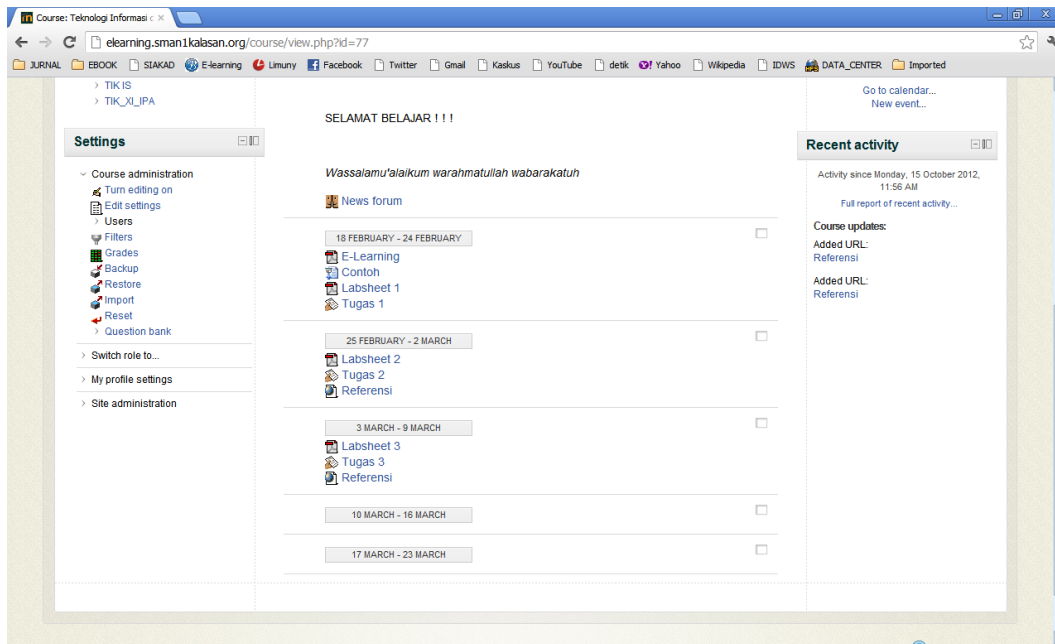 Course: Teknologi Informasi
elearning.sman1kalasan.org/course/view.php?id=77
JURNAL EBOOK SIAKAD E-learning Limuny Facebook Twitter Gmail Kaskus YouTube detik Yahoo Wikipedia IDWS DATA_CENTER Imported
TIK IS
TIK_XI_IPA
Settings
Course administration
Turn editing on
Edit settings
Users
Filters
Grades
Backup
Restore
Import
Reset
Question bank
Switch role to...
My profile settings
Site administration
SELAMAT BELAJAR ! ! !
Wassalamu'alaikum warahmatullah wabarakatuh
News forum
18 FEBRUARY - 24 FEBRUARY
E-Learning
Contoh
Labsheet 1
Tugas 1
25 FEBRUARY - 2 MARCH
Labsheet 2
Tugas 2
Referensi
3 MARCH - 9 MARCH
Labsheet 3
Tugas 3
Referensi
10 MARCH - 16 MARCH
17 MARCH - 23 MARCH
Go to calendar...
New event...
Recent activity
Activity since Monday, 15 October 2012,
11:56 AM
Full report of recent activity...
Course updates:
Added URL:
Referensi
Added URL:
Referensi